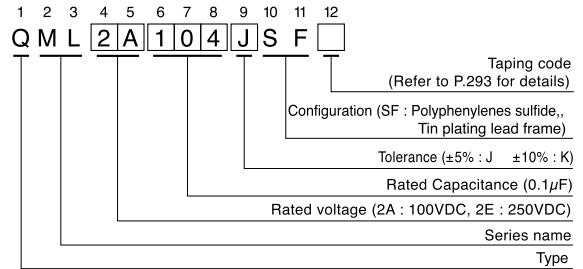 1 2 3 4 5 6 7 8 9 10 11 12
Q M L 2 A 1 0 4 J S F
Taping code
(Refer to P.293 for details)
Configuration (SF : Polyphenylenes sulfide,,
Tin plating lead frame)
Tolerance (±5% : J ±10% : K)
Rated Capacitance (0.1μF)
Rated voltage (2A : 100VDC, 2E : 250VDC)
Series name
Type